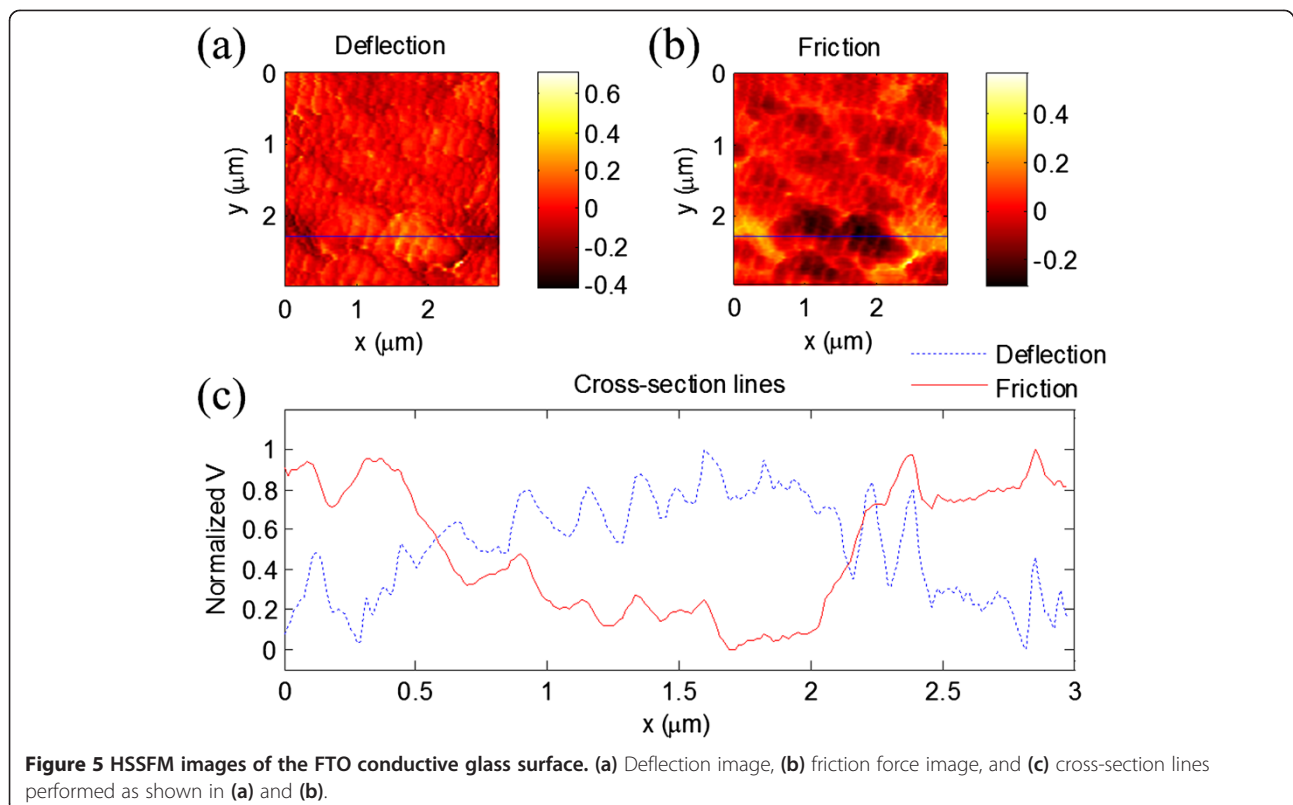 (a)
Deflection
0
1
2
y (μm)
0 1 2
x (μm)
0.6
0.4
0.2
0
-0.2
-0.4
(b)
Friction
0
1
2
y (μm)
0 1 2
x (μm)
0.4
0.2
0
-0.2
Deflection
Friction
(c)
Cross-section lines
1
0.8
0.6
0.4
0.2
0
Normalized V
0 0.5 1 1.5 2 2.5 3
x (μm)
Figure 5 HSSFM images of the FTO conductive glass surface. (a) Deflection image, (b) friction force image, and (c) cross-section lines
performed as shown in (a) and (b).